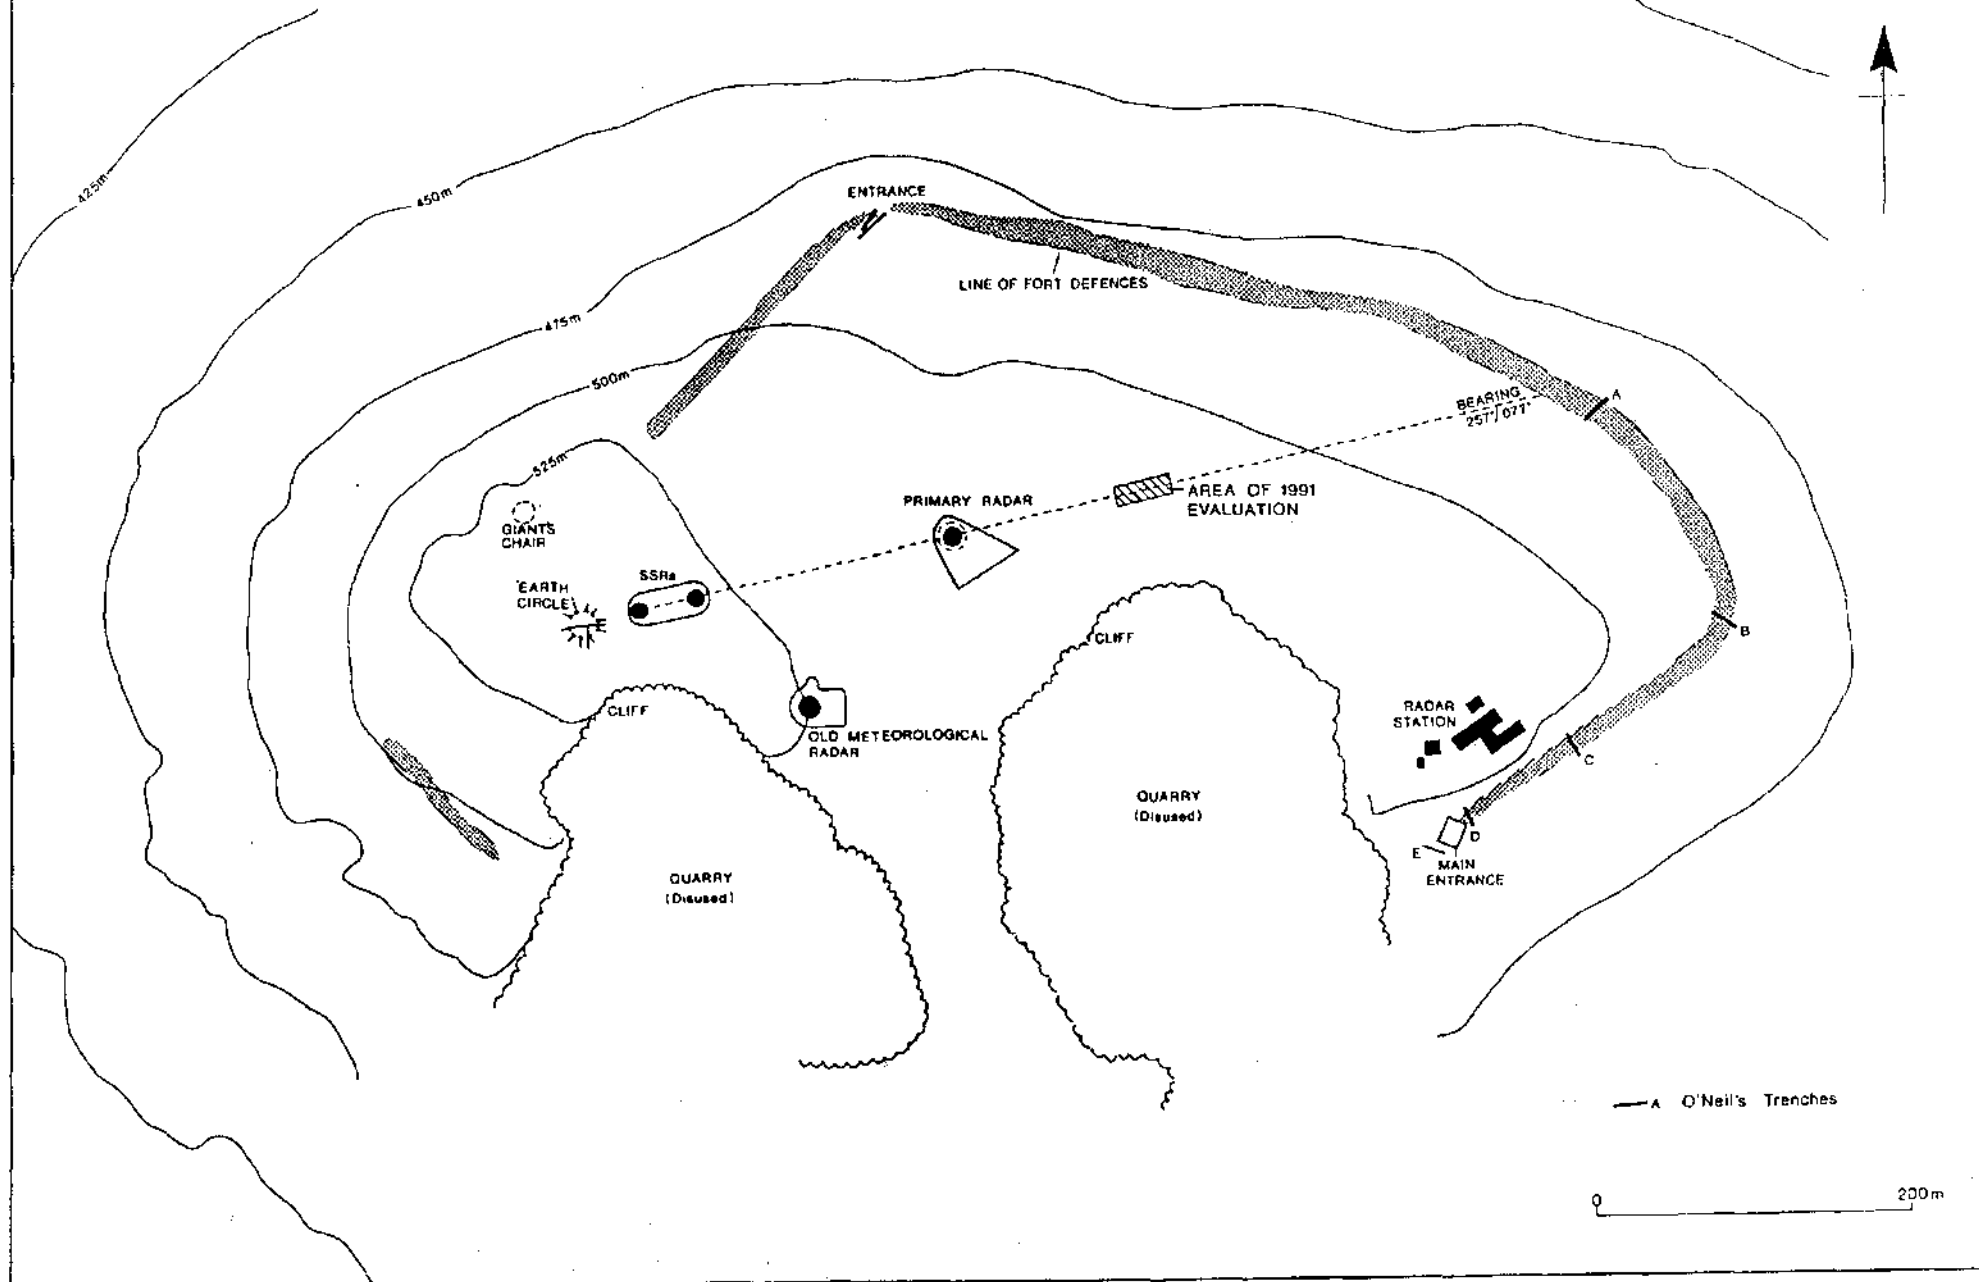 425m
450m
ENTRANCE
LINE OF FORT DEFENCES
475m
500m
BEARING
257°/077°
A
525m
GIANTS
CHAIR
PRIMARY RADAR
AREA OF 1991
EVALUATION
SSRs
'EARTH
CIRCLE'
CLIFF
B
CLIFF
OLD METEOROLOGICAL
RADAR
RADAR
STATION
C
QUARRY
(Disused)
D
E
MAIN
ENTRANCE
QUARRY
(Disused)
A O'Neil's Trenches
0 200m